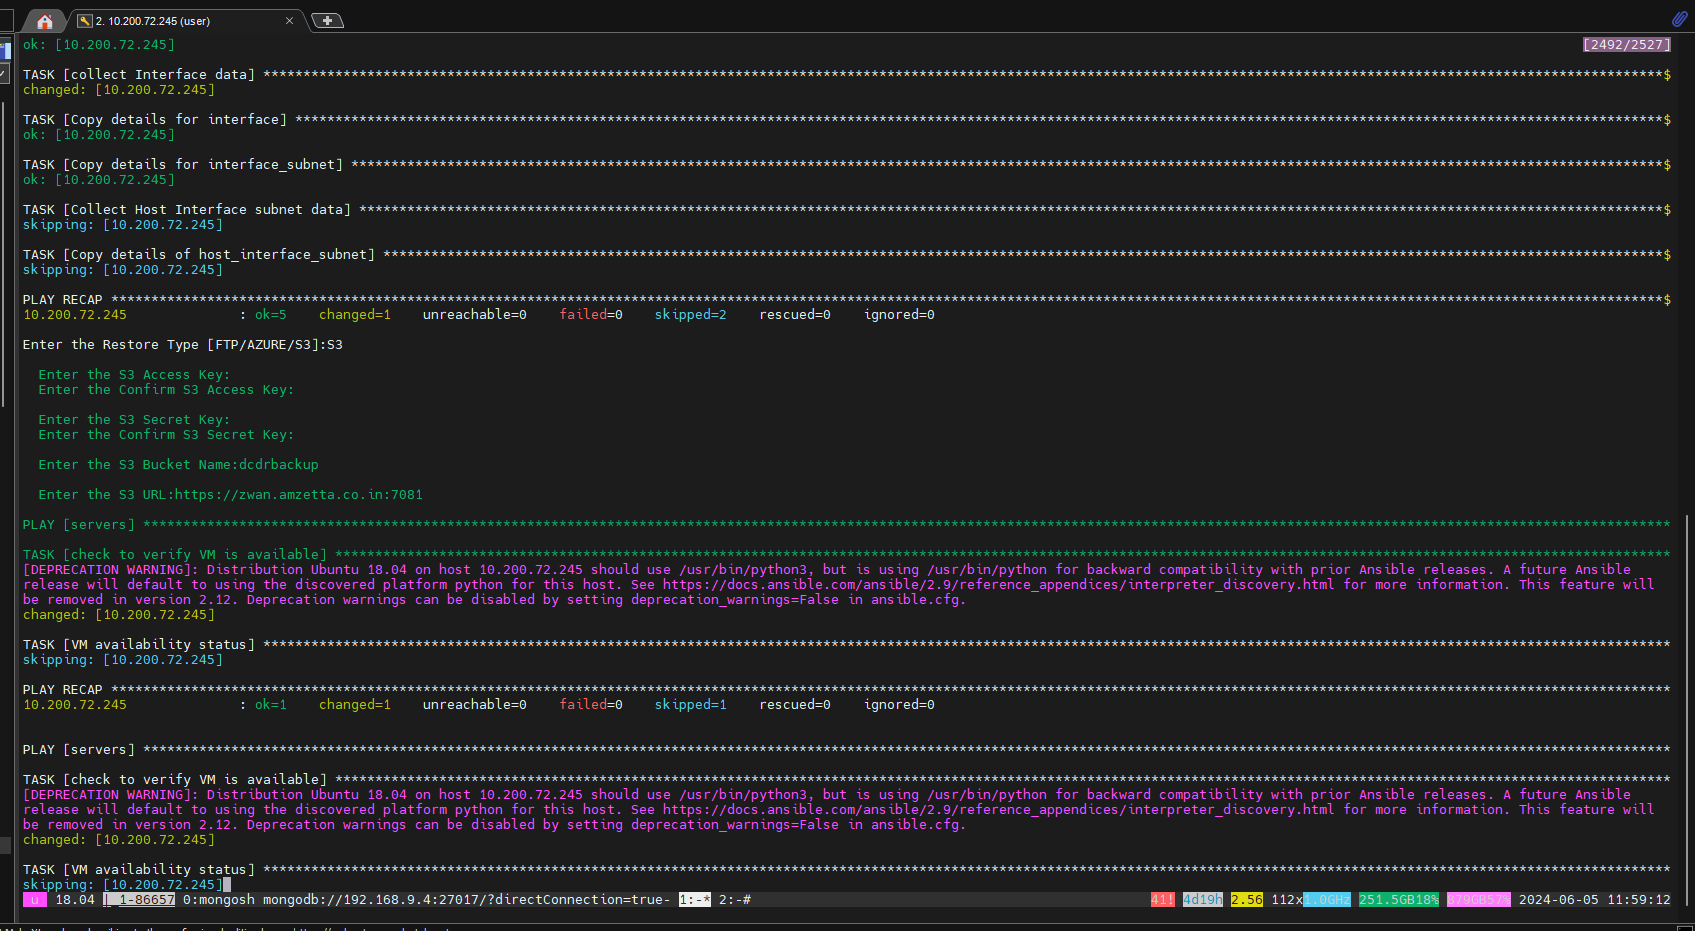 2. 10.200.72.245 (user)
ok: [10.200.72.245] [2492/2527]
TASK [collect Interface data] ******************************************************************************************************************************************************************************$
changed: [10.200.72.245]
TASK [Copy details for interface] **************************************************************************************************************************************************************************$
ok: [10.200.72.245]
TASK [Copy details for interface_subnet] *******************************************************************************************************************************************************************$
ok: [10.200.72.245]
TASK [Collect Host Interface subnet data] ******************************************************************************************************************************************************************$
skipping: [10.200.72.245]
TASK [Copy details of host_interface_subnet] ***************************************************************************************************************************************************************$
skipping: [10.200.72.245]
PLAY RECAP *************************************************************************************************************************************************************************************************$
10.200.72.245 : ok=5 changed=1 unreachable=0 failed=0 skipped=2 rescued=0 ignored=0
Enter the Restore Type [FTP/AZURE/S3]:S3
Enter the S3 Access Key:
Enter the Confirm S3 Access Key:
Enter the S3 Secret Key:
Enter the Confirm S3 Secret Key:
Enter the S3 Bucket Name:dcdrbackup
Enter the S3 URL:https://zwan.amzetta.co.in:7081
PLAY [servers] **********************************************************************************************************************************************************************************************
TASK [check to verify VM is available] **********************************************************************************************************************************************************************
[DEPRECATION WARNING]: Distribution Ubuntu 18.04 on host 10.200.72.245 should use /usr/bin/python3, but is using /usr/bin/python for backward compatibility with prior Ansible releases. A future Ansible
release will default to using the discovered platform python for this host. See https://docs.ansible.com/ansible/2.9/reference_appendices/interpreter_discovery.html for more information. This feature will
be removed in version 2.12. Deprecation warnings can be disabled by setting deprecation_warnings=False in ansible.cfg.
changed: [10.200.72.245]
TASK [VM availability status] *******************************************************************************************************************************************************************************
skipping: [10.200.72.245]
PLAY RECAP **************************************************************************************************************************************************************************************************
10.200.72.245 : ok=1 changed=1 unreachable=0 failed=0 skipped=1 rescued=0 ignored=0
PLAY [servers] **********************************************************************************************************************************************************************************************
TASK [check to verify VM is available] **********************************************************************************************************************************************************************
[DEPRECATION WARNING]: Distribution Ubuntu 18.04 on host 10.200.72.245 should use /usr/bin/python3, but is using /usr/bin/python for backward compatibility with prior Ansible releases. A future Ansible
release will default to using the discovered platform python for this host. See https://docs.ansible.com/ansible/2.9/reference_appendices/interpreter_discovery.html for more information. This feature will
be removed in version 2.12. Deprecation warnings can be disabled by setting deprecation_warnings=False in ansible.cfg.
changed: [10.200.72.245]
TASK [VM availability status] *******************************************************************************************************************************************************************************
skipping: [10.200.72.245]
u 18.04 1-86657 0:mongosh mongodb://192.168.9.4:27017/?directConnection=true- 1:-* 2:-# 41! 4d19h 2.56 112x1.0GHz 251.5GB18% 879GB57% 2024-06-05 11:59:12